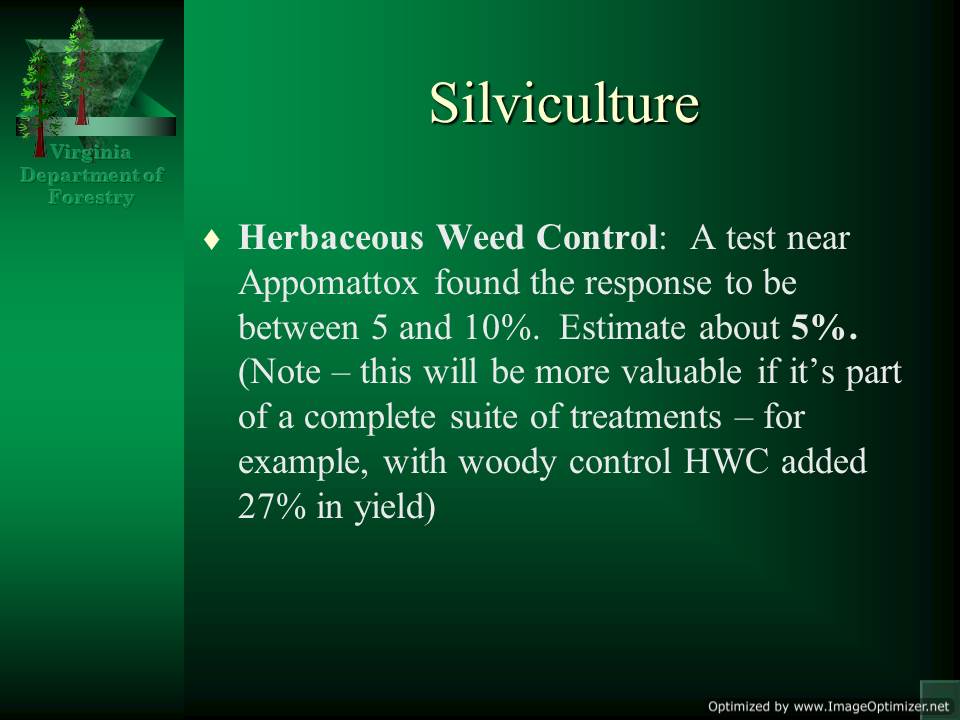 Virginia
Department of
Forestry
Silviculture
♦ Herbaceous Weed Control:  A test near
Appomattox found the response to be
between 5 and 10%.  Estimate about 5%.
(Note – this will be more valuable if it’s part
of a complete suite of treatments – for
example, with woody control HWC added
27% in yield)
Optimized by www.ImageOptimizer.net